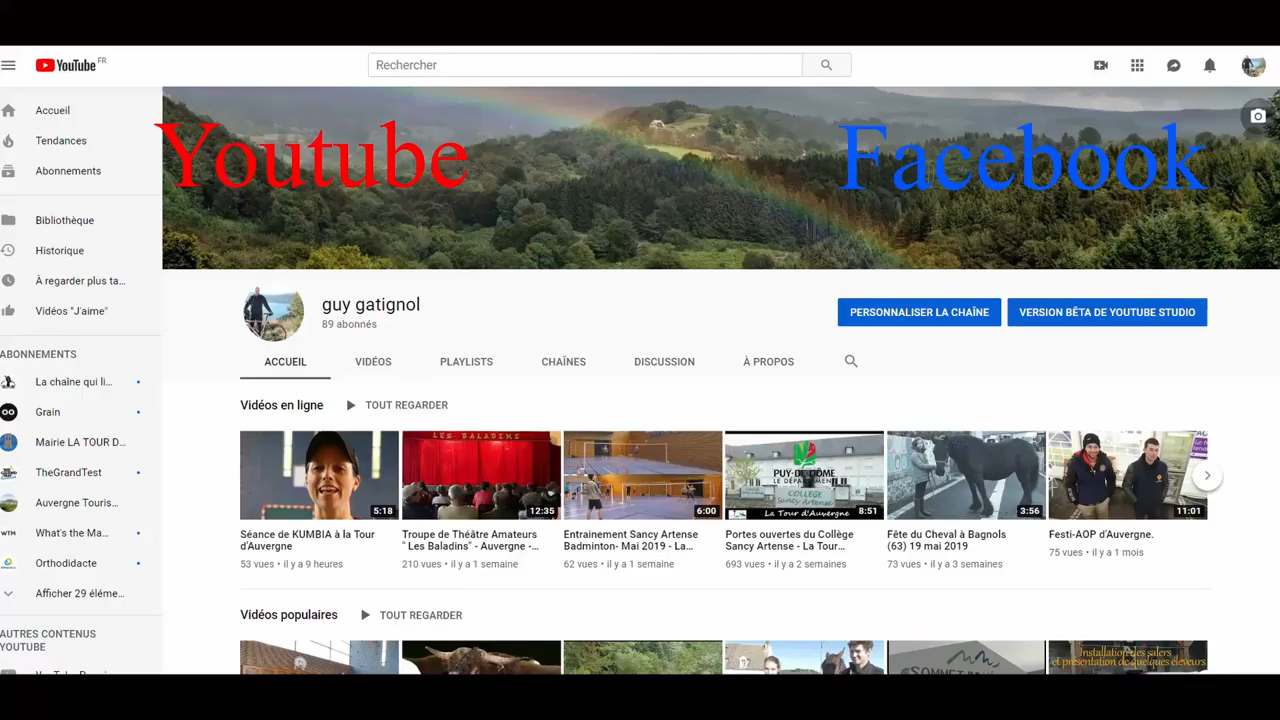 YouTube FR
Rechercher
Accueil
Tendances
Abonnements
Bibliothèque
Historique
À regarder plus ta...
Vidéos "J'aime"
ABONNEMENTS
La chaîne qui li...
Grain
Mairie LA TOUR D...
TheGrandTest
Auvergne Touris...
What's the Ma...
Orthodidacte
Afficher 29 éléme...
AUTRES CONTENUS
YOUTUBE
Youtube
Facebook
guy gatignol
89 abonnés
PERSONNALISER LA CHAÎNE
VERSION BÊTA DE YOUTUBE STUDIO
ACCUEIL
VIDÉOS
PLAYLISTS
CHAÎNES
DISCUSSION
À PROPOS
Vidéos en ligne
TOUT REGARDER
5:18
Séance de KUMBIA à la Tour
d'Auvergne
53 vues • il y a 9 heures
LES BALADINS
12:35
Troupe de Théâtre Amateurs
" Les Baladins" - Auvergne -...
210 vues • il y a 1 semaine
6:00
Entrainement Sancy Artense
Badminton- Mai 2019 - La...
62 vues • il y a 1 semaine
PUY-DE-DÔME
LE DÉPARTEMENT
COLLÈGE
Sancy Artense
La Tour d'Auvergne
8:51
Portes ouvertes du Collège
Sancy Artense - La Tour...
693 vues • il y a 2 semaines
3:56
Fête du Cheval à Bagnols
(63) 19 mai 2019
73 vues • il y a 3 semaines
11:01
Festi-AOP d'Auvergne.
75 vues • il y a 1 mois
Vidéos populaires
TOUT REGARDER
Installation des salers
et présentation de quelques éleveurs